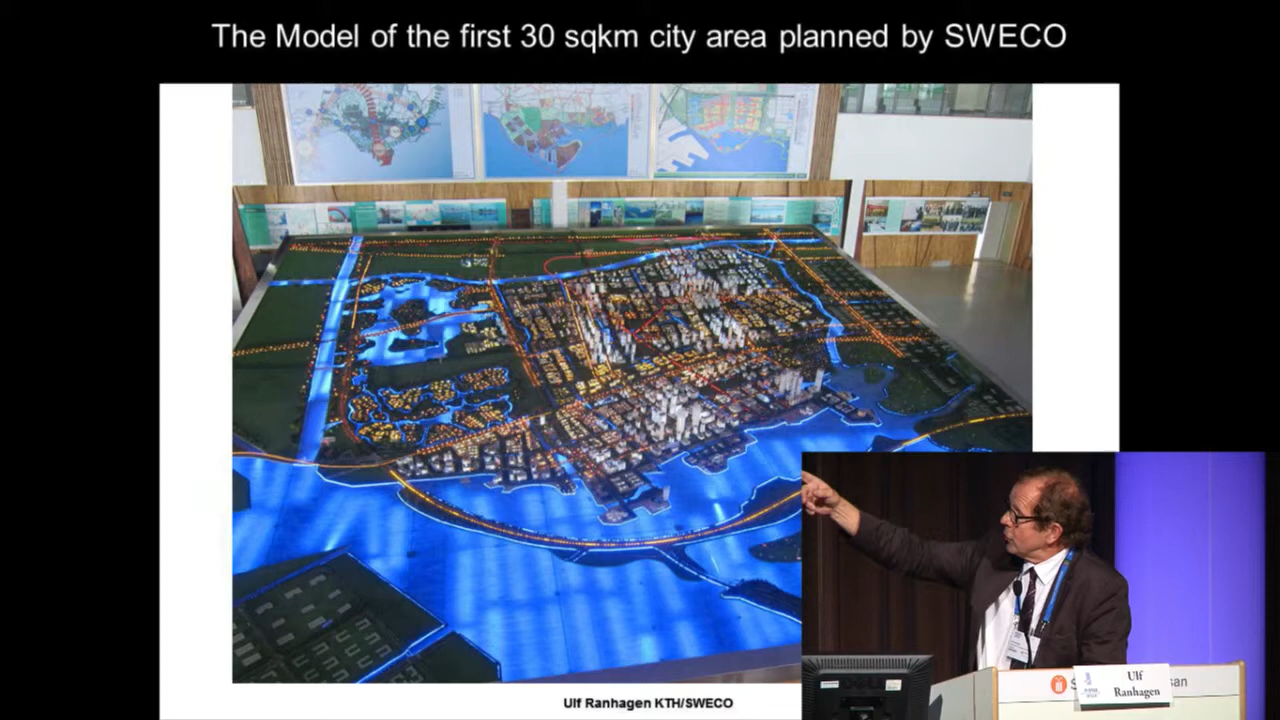 The Model of the first 30 sqkm city area planned by SWECO
Ulf Ranhagen KTH/SWECO
Ulf
Ranhagen